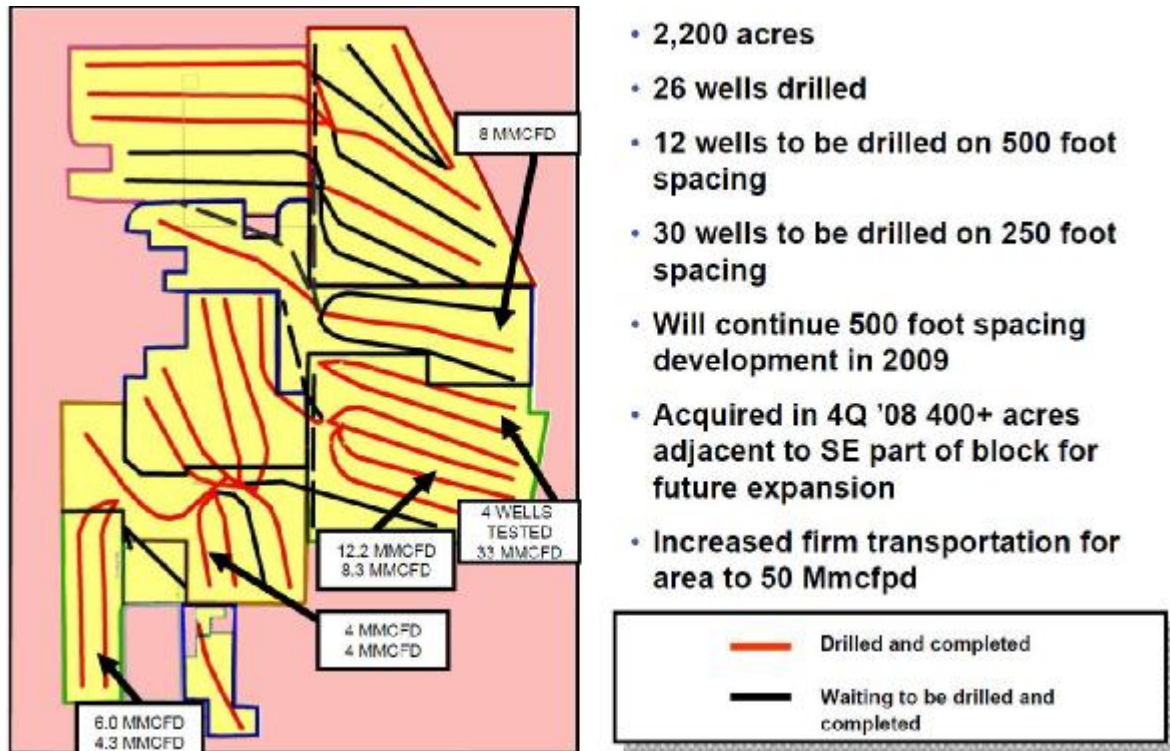 8 MMCFD
4 WELLS
TESTED
33 MMCFD
12.2 MMCFD
8.3 MMCFD
4 MMCFD
4 MMCFD
6.0 MMCFD
4.3 MMCFD
• 2,200 acres
• 26 wells drilled
• 12 wells to be drilled on 500 foot
spacing
• 30 wells to be drilled on 250 foot
spacing
• Will continue 500 foot spacing
development in 2009
• Acquired in 4Q '08 400+ acres
adjacent to SE part of block for
future expansion
• Increased firm transportation for
area to 50 Mmcfpd
Drilled and completed
Waiting to be drilled and
completed